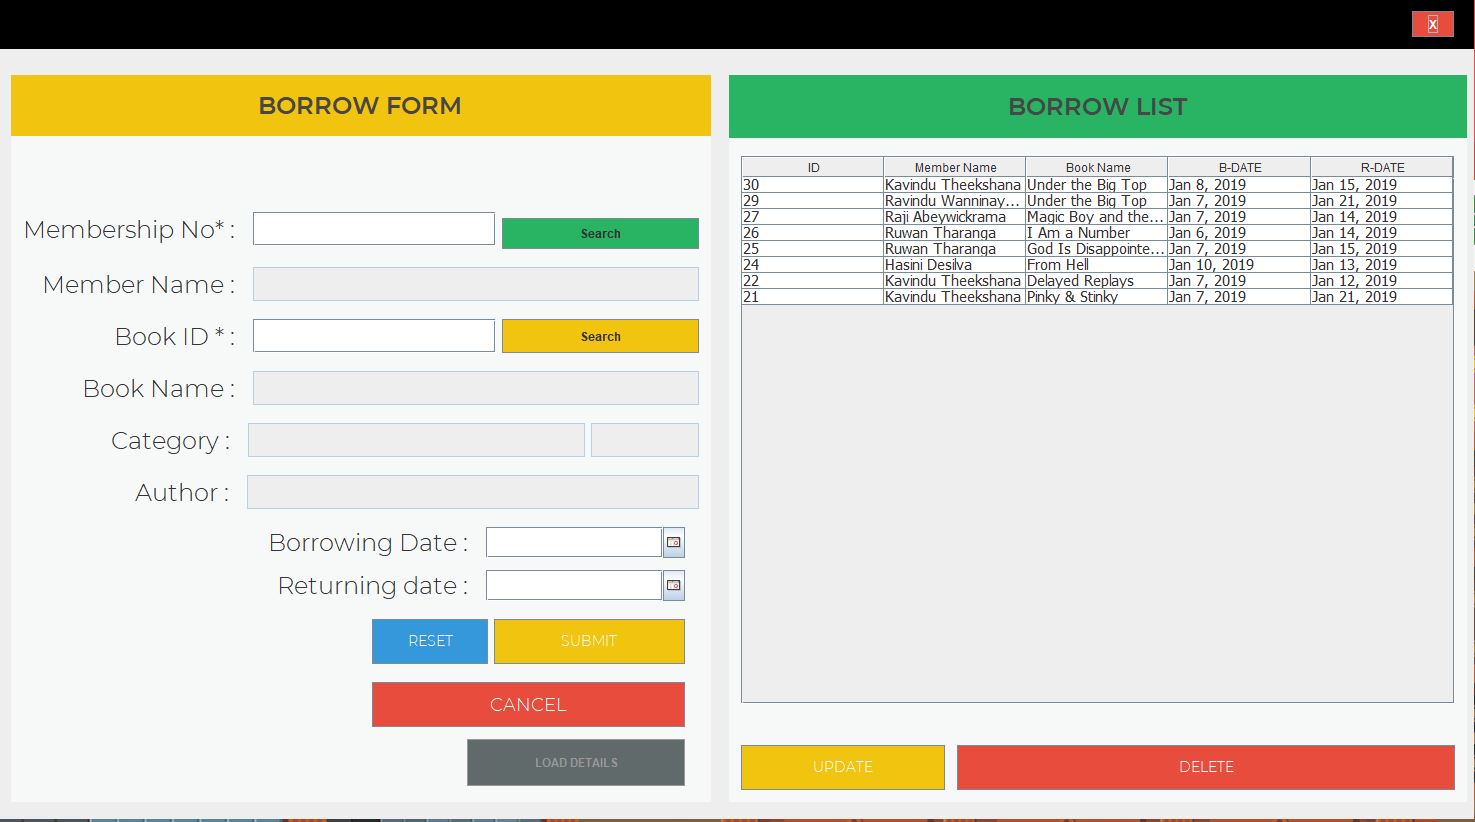 X
BORROW FORM
Membership No* :
Search
Member Name :
Book ID * :
Search
Book Name :
Category :
Author :
Borrowing Date :
Returning date :
RESET
SUBMIT
CANCEL
LOAD DETAILS
BORROW LIST
ID Member Name Book Name B-DATE R-DATE
30 Kavindu Theekshana Under the Big Top Jan 8, 2019 Jan 15, 2019
29 Ravindu Wanninay... Under the Big Top Jan 7, 2019 Jan 21, 2019
27 Raji Abeywickrama Magic Boy and the... Jan 7, 2019 Jan 14, 2019
26 Ruwan Tharanga I Am a Number Jan 6, 2019 Jan 14, 2019
25 Ruwan Tharanga God Is Disappointe... Jan 7, 2019 Jan 15, 2019
24 Hasini Desilva From Hell Jan 10, 2019 Jan 13, 2019
22 Kavindu Theekshana Delayed Replays Jan 7, 2019 Jan 12, 2019
21 Kavindu Theekshana Pinky & Stinky Jan 7, 2019 Jan 21, 2019
UPDATE
DELETE